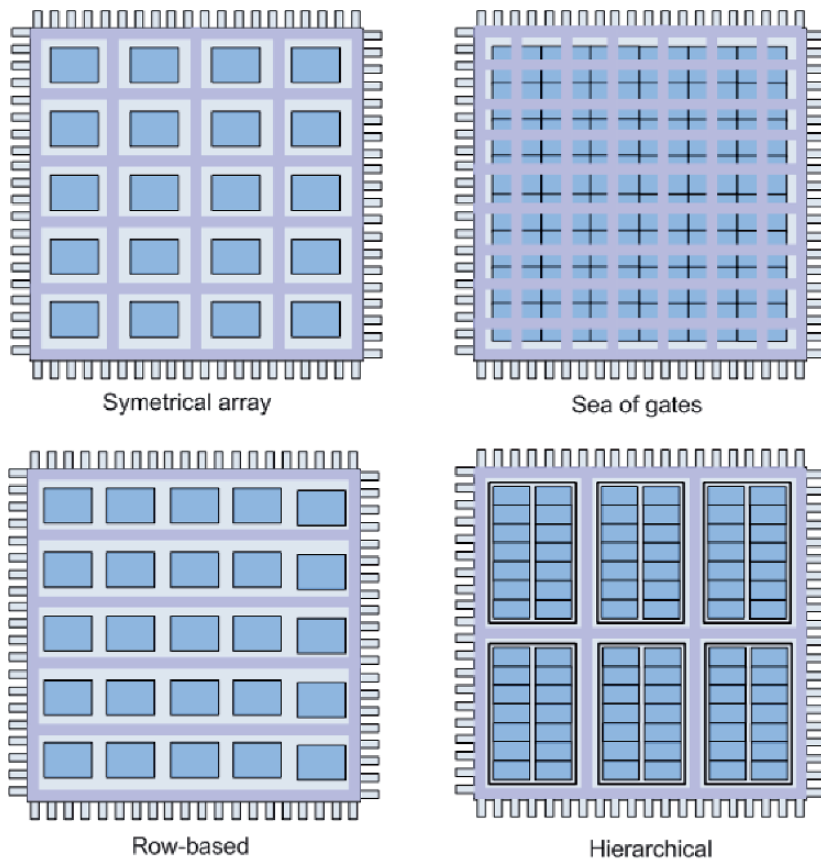 Symetrical array
Sea of gates
Row-based
Hierarchical